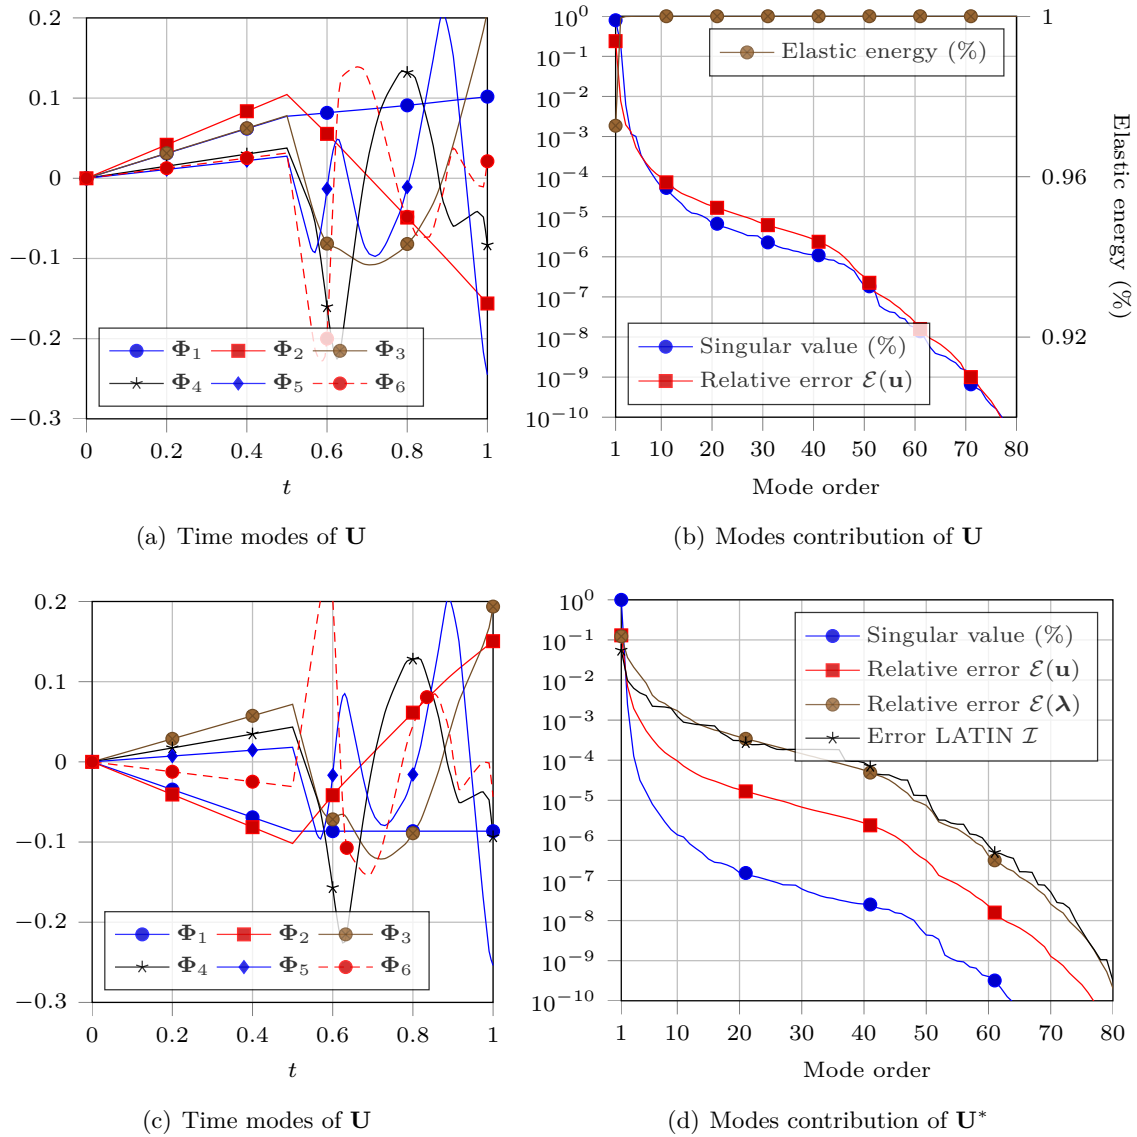 0.2
0.1
0
−0.1
−0.2
−0.3
0 0.2 0.4 0.6 0.8 1
t
Φ1 Φ2 Φ3
Φ4 Φ5 Φ6
(a) Time modes of U
10^0
10^−1
10^−2
10^−3
10^−4
10^−5
10^−6
10^−7
10^−8
10^−9
10^−10
1 10 20 30 40 50 60 70 80
Mode order
1
0.96
0.92
Elastic energy (%)
Elastic energy (%)
Singular value (%)
Relative error ℰ(u)
(b) Modes contribution of U
0.2
0.1
0
−0.1
−0.2
−0.3
0 0.2 0.4 0.6 0.8 1
t
Φ1 Φ2 Φ3
Φ4 Φ5 Φ6
(c) Time modes of U
10^0
10^−1
10^−2
10^−3
10^−4
10^−5
10^−6
10^−7
10^−8
10^−9
10^−10
1 10 20 30 40 50 60 70 80
Mode order
Singular value (%)
Relative error ℰ(u)
Relative error ℰ(λ)
Error LATIN ℐ
(d) Modes contribution of U*